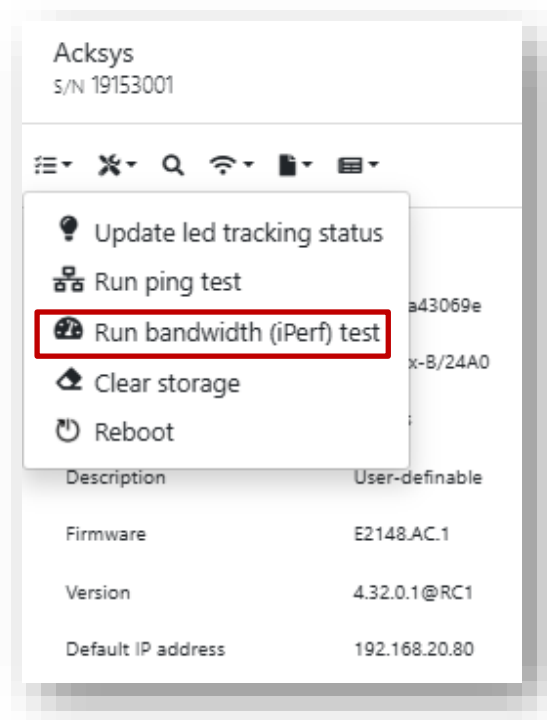 Acksys
S/N 19153001
Update led tracking status
Run ping test
a43069e
Run bandwidth (iPerf) test
x-B/24A0
Clear storage
Reboot
Description User-definable
Firmware E2148.AC.1
Version 4.32.0.1@RC1
Default IP address 192.168.20.80